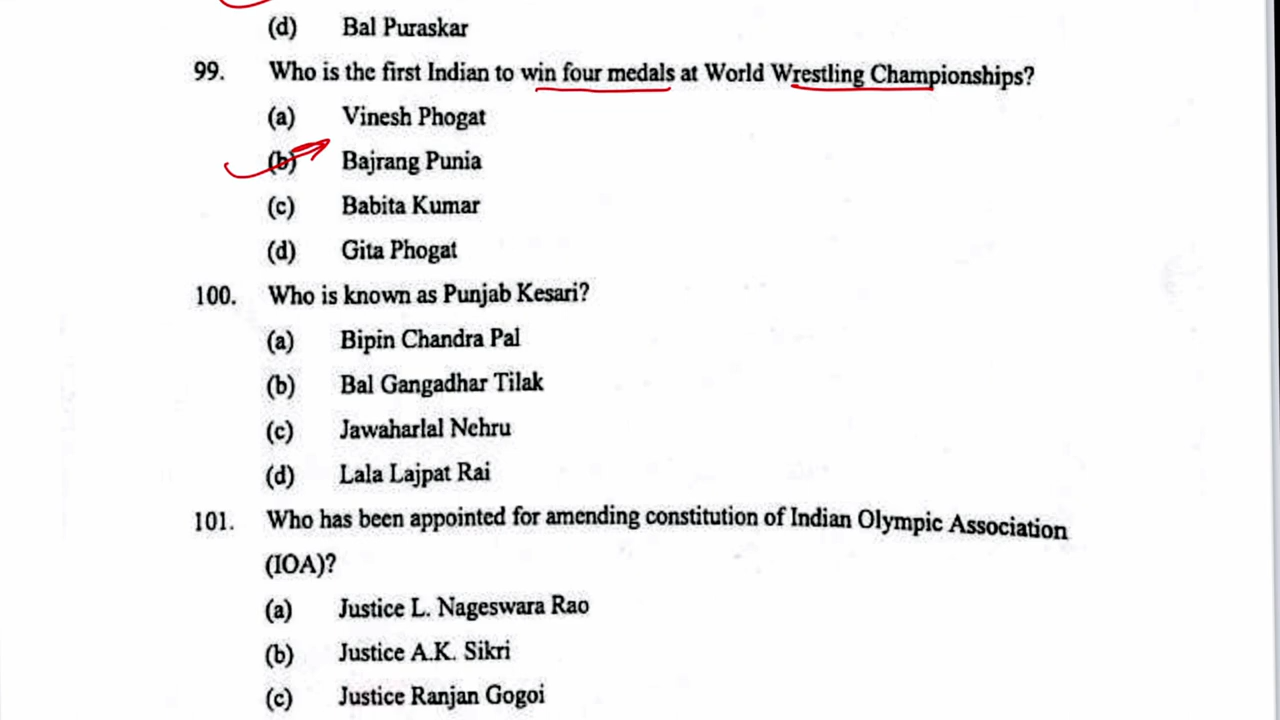 (d) Bal Puraskar
99. Who is the first Indian to win four medals at World Wrestling Championships?
(a) Vinesh Phogat
(b) Bajrang Punia
(c) Babita Kumar
(d) Gita Phogat
100. Who is known as Punjab Kesari?
(a) Bipin Chandra Pal
(b) Bal Gangadhar Tilak
(c) Jawaharlal Nehru
(d) Lala Lajpat Rai
101. Who has been appointed for amending constitution of Indian Olympic Association
(IOA)?
(a) Justice L. Nageswara Rao
(b) Justice A.K. Sikri
(c) Justice Ranjan Gogoi